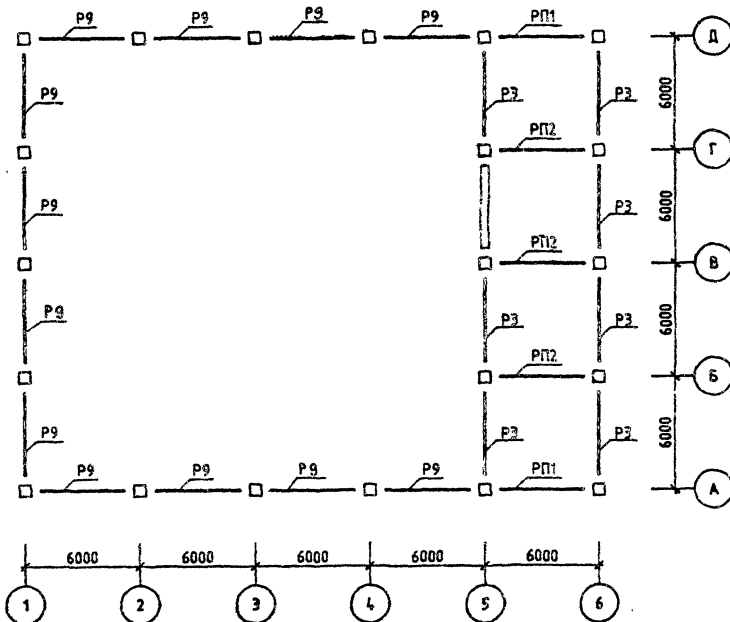 Р9 Р9 Р9 Р9 РП1 Д
Р9 Р3 Р3 6000
РП2 Г
Р9 Р3 6000
РП2 В
Р9 Р3 Р3 6000
РП2 Б
Р9 Р3 Р3 6000
Р9 Р9 Р9 Р9 РП1 А
6000 6000 6000 6000 6000
1 2 3 4 5 6